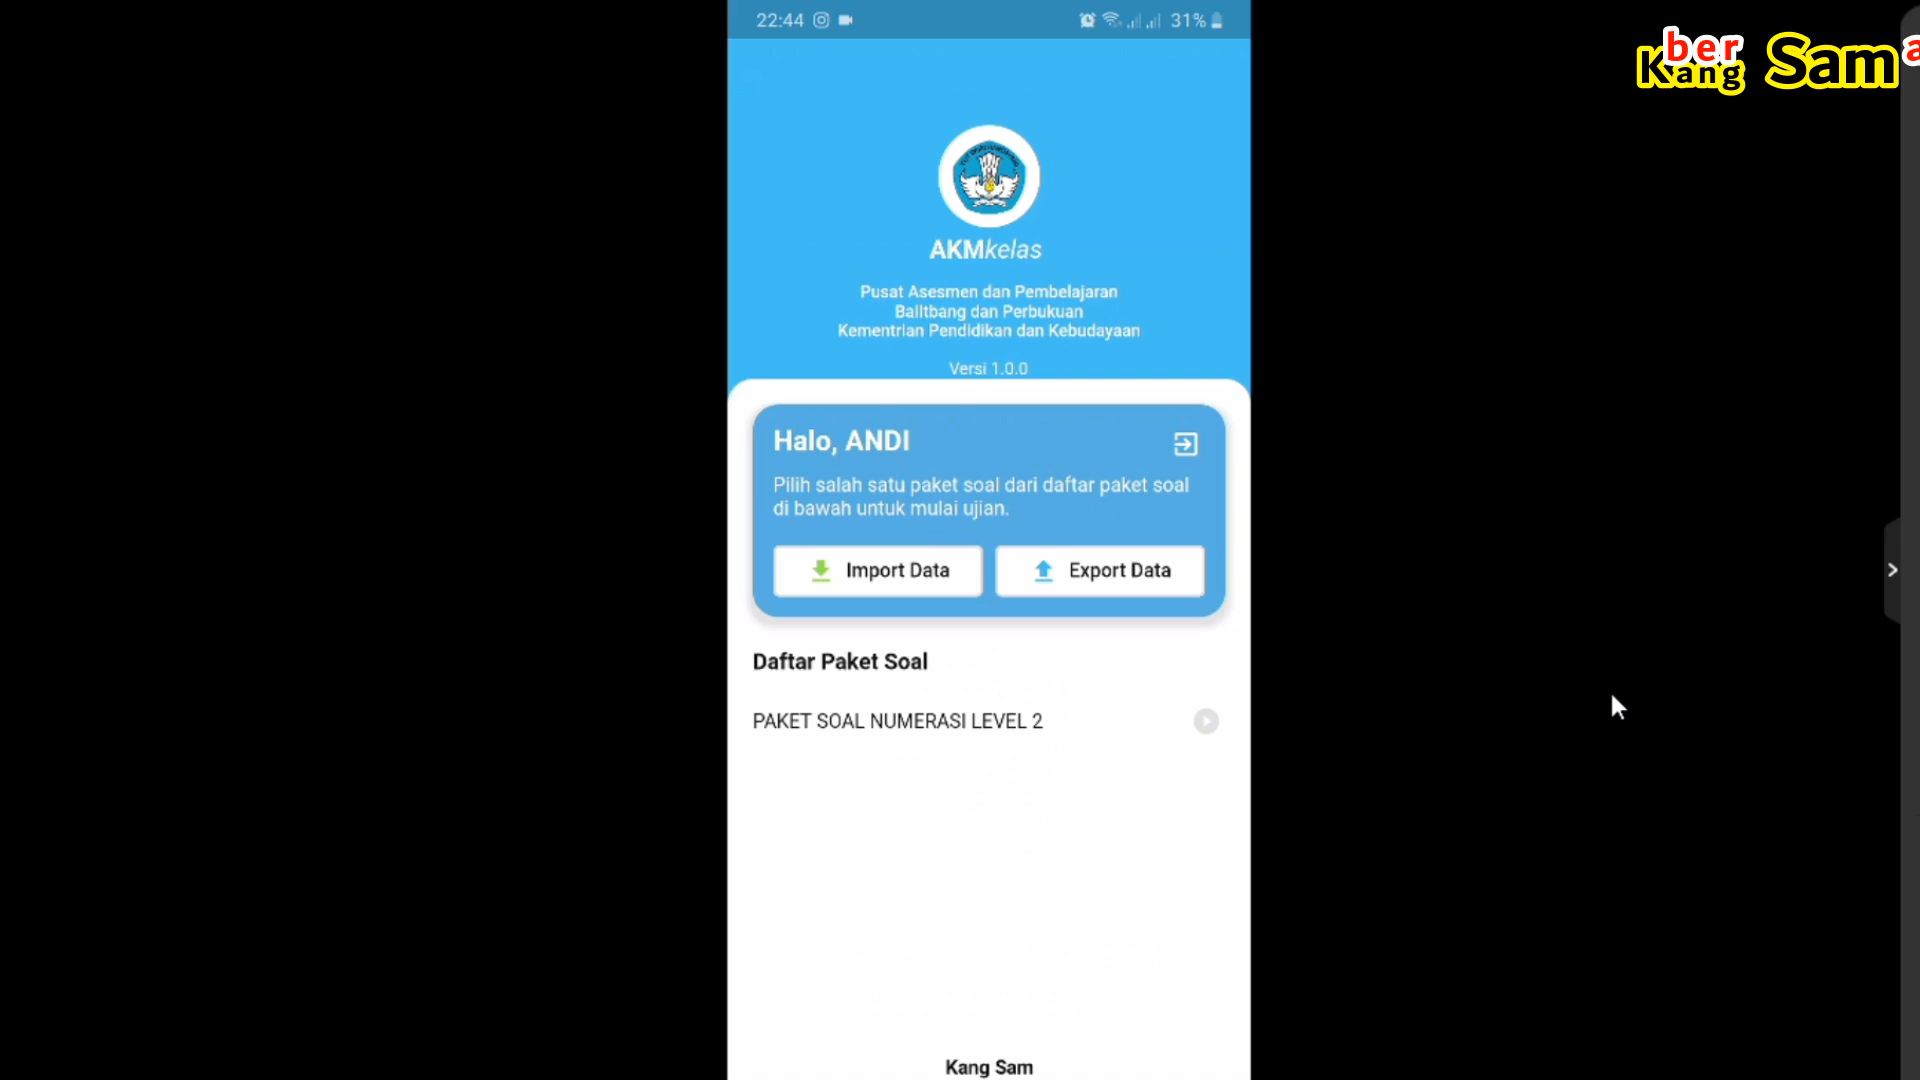 22:44
31%
ber
Kang Sam
AKMkelas
Pusat Asesmen dan Pembelajaran
Balitbang dan Perbukuan
Kementrian Pendidikan dan Kebudayaan
Versi 1.0.0
Halo, ANDI
Pilih salah satu paket soal dari daftar paket soal
di bawah untuk mulai ujian.
Import Data
Export Data
Daftar Paket Soal
PAKET SOAL NUMERASI LEVEL 2
Kang Sam